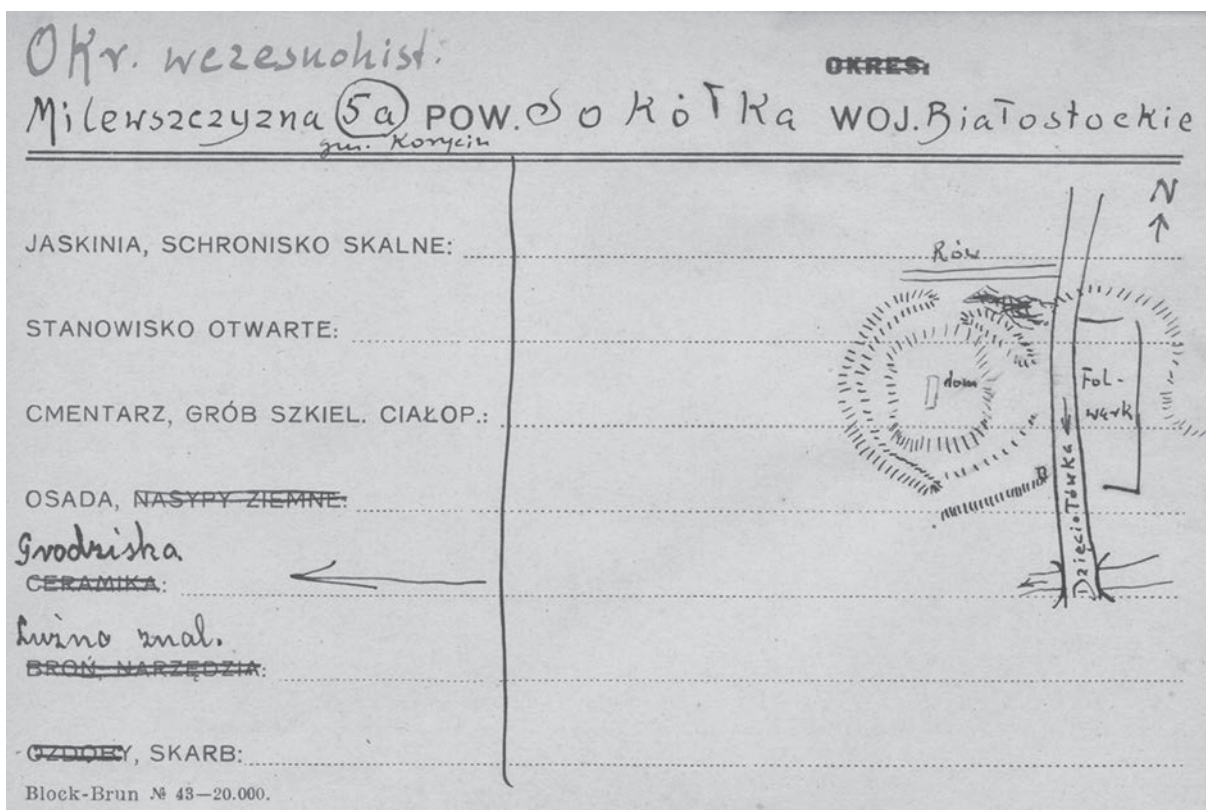 Okr. wczesnohist.
OKRES:
Milewszczyzna 5a POW. Sokółka WOJ. Białostockie
gm. Korycin
N
JASKINIA, SCHRONISKO SKALNE:
Rów
STANOWISKO OTWARTE:
dom
Folwark
CMENTARZ, GRÓB SZKIEL. CIAŁOP.:
OSADA, NASYPY ZIEMNE:
Dzięciołówka
Grodziska
CERAMIKA:
Luźno znal.
BROŃ, NARZĘDZIA:
OZDOBY, SKARB:
Block-Brun № 43—20.000.